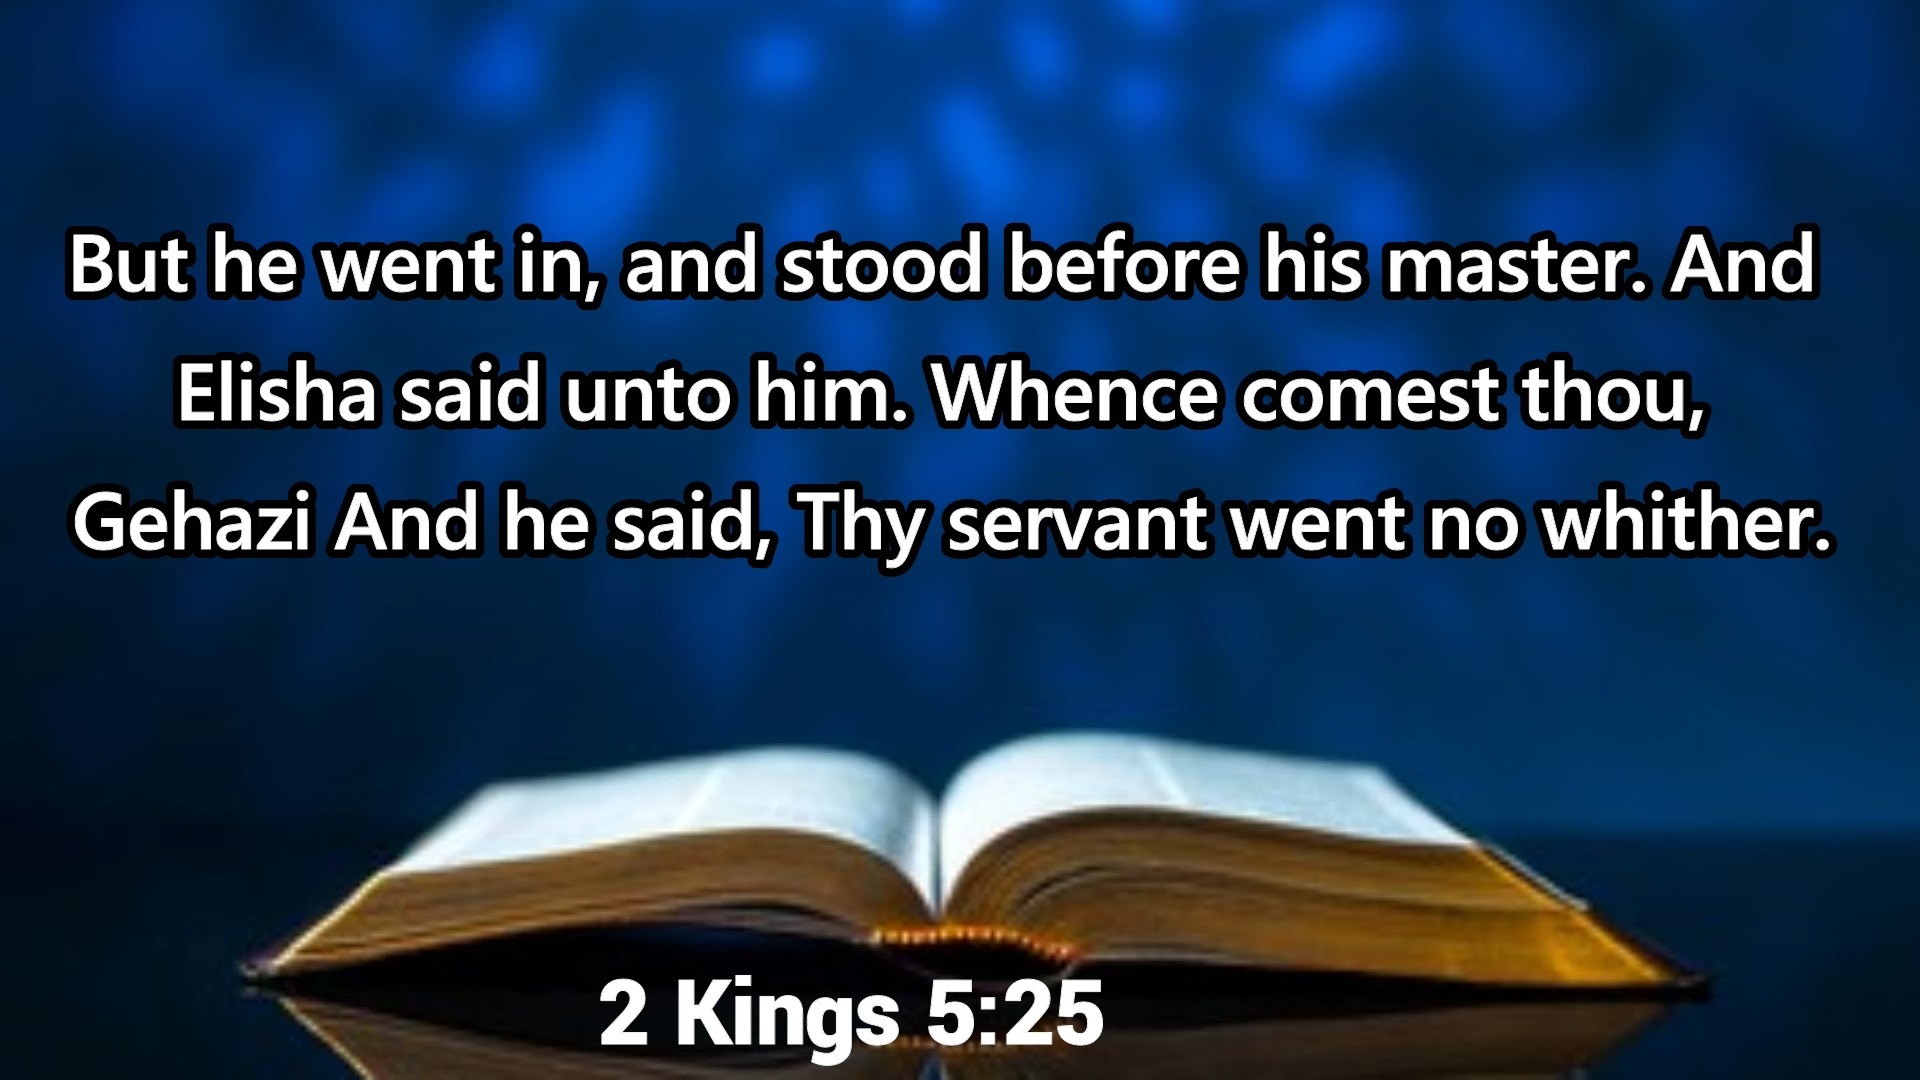 But he went in, and stood before his master. And
Elisha said unto him. Whence comest thou,
Gehazi And he said, Thy servant went no whither.
2 Kings 5:25